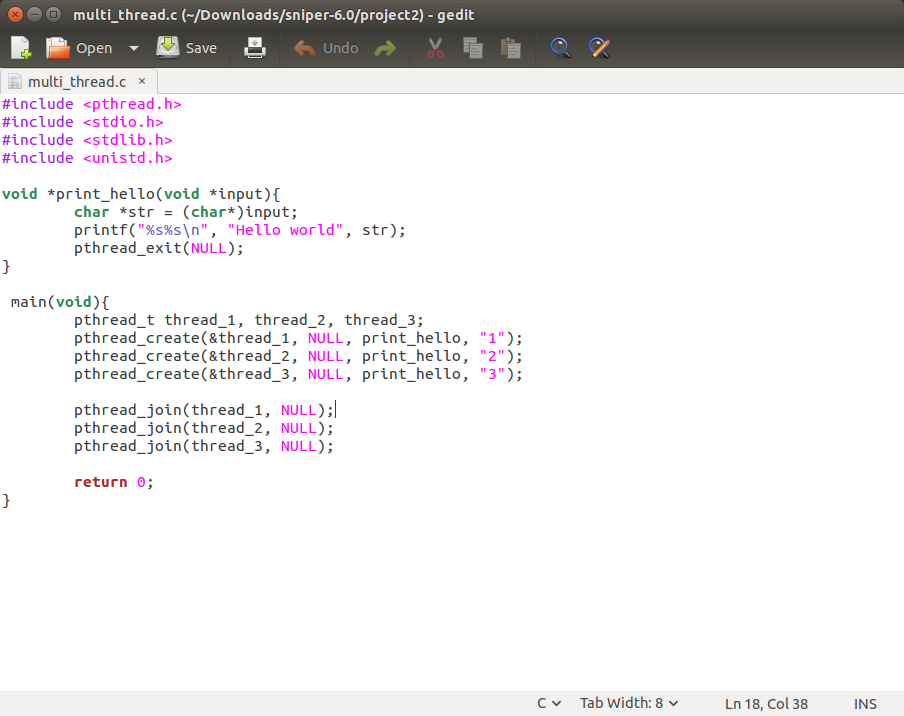 multi_thread.c (~/Downloads/sniper-6.0/project2) - gedit
Open Save Undo
multi_thread.c ×
#include <pthread.h>
#include <stdio.h>
#include <stdlib.h>
#include <unistd.h>
void *print_hello(void *input){
        char *str = (char*)input;
        printf("%s%s\n", "Hello world", str);
        pthread_exit(NULL);
}
 main(void){
        pthread_t thread_1, thread_2, thread_3;
        pthread_create(&thread_1, NULL, print_hello, "1");
        pthread_create(&thread_2, NULL, print_hello, "2");
        pthread_create(&thread_3, NULL, print_hello, "3");
        pthread_join(thread_1, NULL);
        pthread_join(thread_2, NULL);
        pthread_join(thread_3, NULL);
        return 0;
}
C Tab Width: 8 Ln 18, Col 38 INS